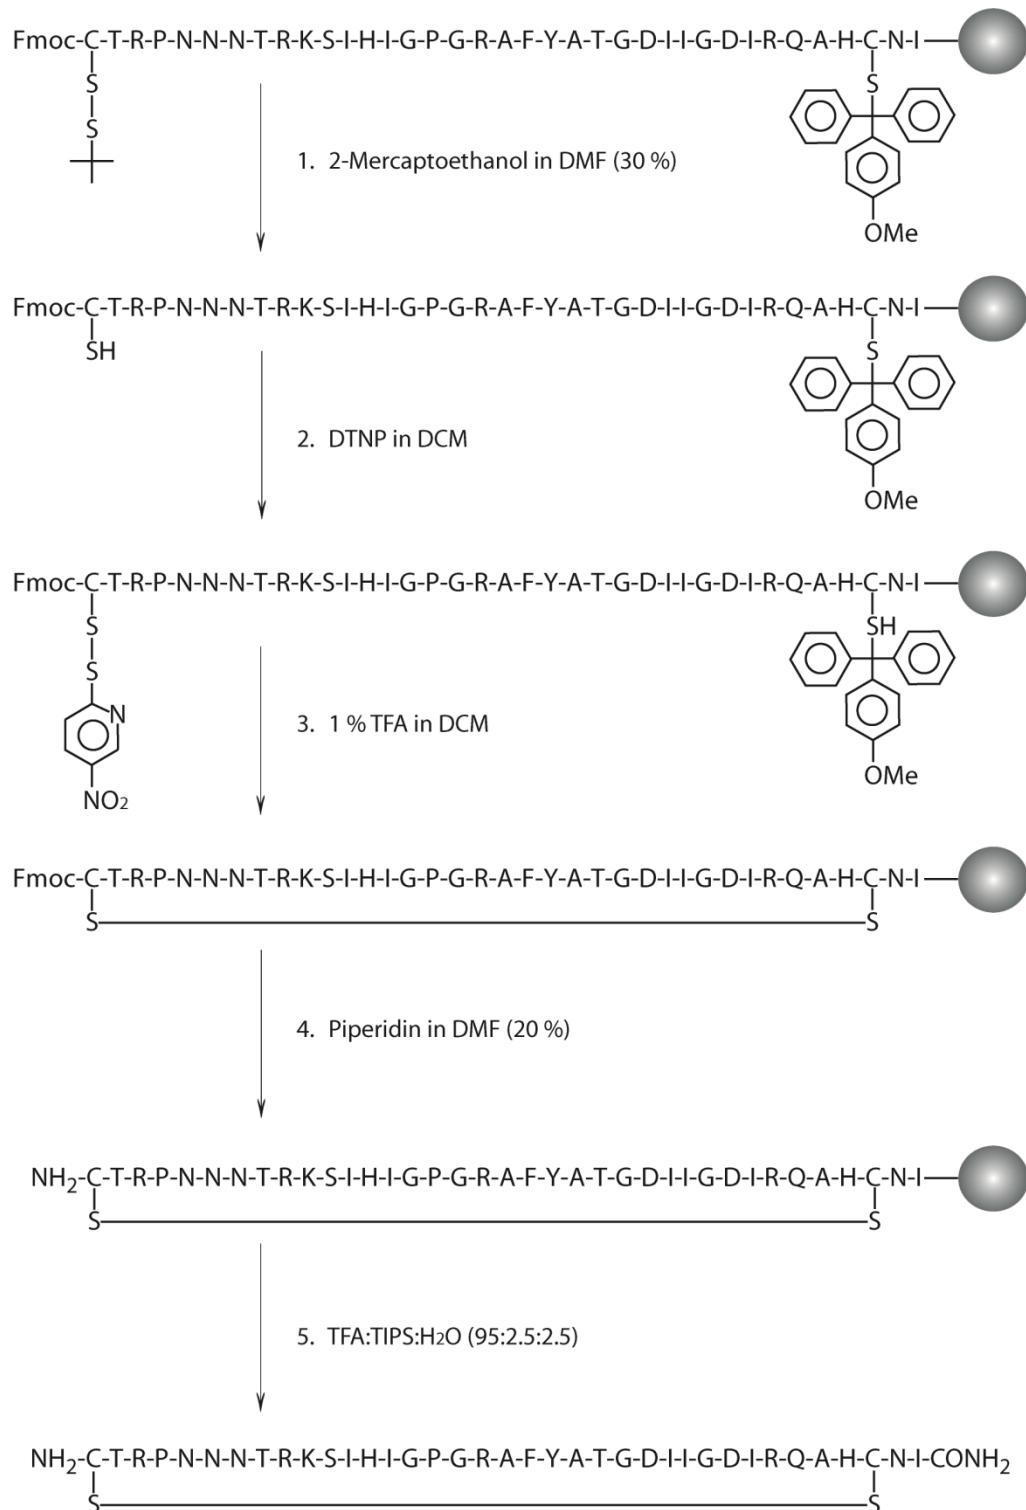 Fmoc-C-T-R-P-N-N-N-T-R-K-S-I-H-I-G-P-G-R-A-F-Y-A-T-G-D-I-I-G-D-I-R-Q-A-H-C-N-I
S S
S
1. 2-Mercaptoethanol in DMF (30 %)
OMe
Fmoc-C-T-R-P-N-N-N-T-R-K-S-I-H-I-G-P-G-R-A-F-Y-A-T-G-D-I-I-G-D-I-R-Q-A-H-C-N-I
SH S
2. DTNP in DCM
OMe
Fmoc-C-T-R-P-N-N-N-T-R-K-S-I-H-I-G-P-G-R-A-F-Y-A-T-G-D-I-I-G-D-I-R-Q-A-H-C-N-I
S SH
S
N
3. 1 % TFA in DCM
OMe
NO2
Fmoc-C-T-R-P-N-N-N-T-R-K-S-I-H-I-G-P-G-R-A-F-Y-A-T-G-D-I-I-G-D-I-R-Q-A-H-C-N-I
S S
4. Piperidin in DMF (20 %)
NH2-C-T-R-P-N-N-N-T-R-K-S-I-H-I-G-P-G-R-A-F-Y-A-T-G-D-I-I-G-D-I-R-Q-A-H-C-N-I
S S
5. TFA:TIPS:H2O (95:2.5:2.5)
NH2-C-T-R-P-N-N-N-T-R-K-S-I-H-I-G-P-G-R-A-F-Y-A-T-G-D-I-I-G-D-I-R-Q-A-H-C-N-I-CONH2
S S